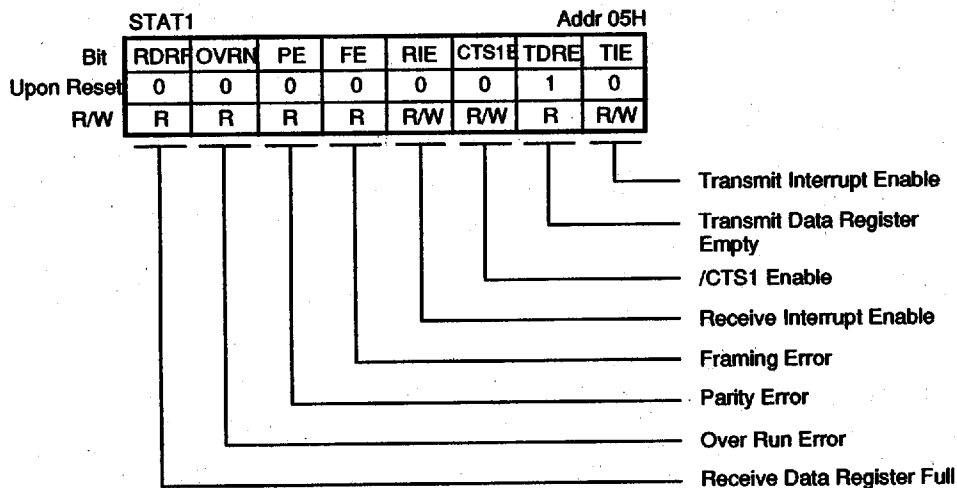 STAT1 Addr 05H
Bit RDRF OVRN PE FE RIE CTS1E TDRE TIE
Upon Reset 0 0 0 0 0 0 1 0
R/W R R R R R/W R/W R R/W
Transmit Interrupt Enable
Transmit Data Register
Empty
/CTS1 Enable
Receive Interrupt Enable
Framing Error
Parity Error
Over Run Error
Receive Data Register Full